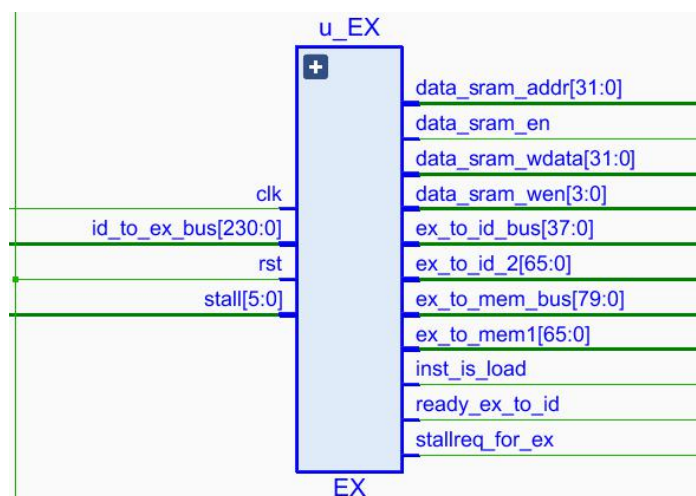 u_EX
clk
id_to_ex_bus[230:0]
rst
stall[5:0]
data_sram_addr[31:0]
data_sram_en
data_sram_wdata[31:0]
data_sram_wen[3:0]
ex_to_id_bus[37:0]
ex_to_id_2[65:0]
ex_to_mem_bus[79:0]
ex_to_mem1[65:0]
inst_is_load
ready_ex_to_id
stallreq_for_ex
EX